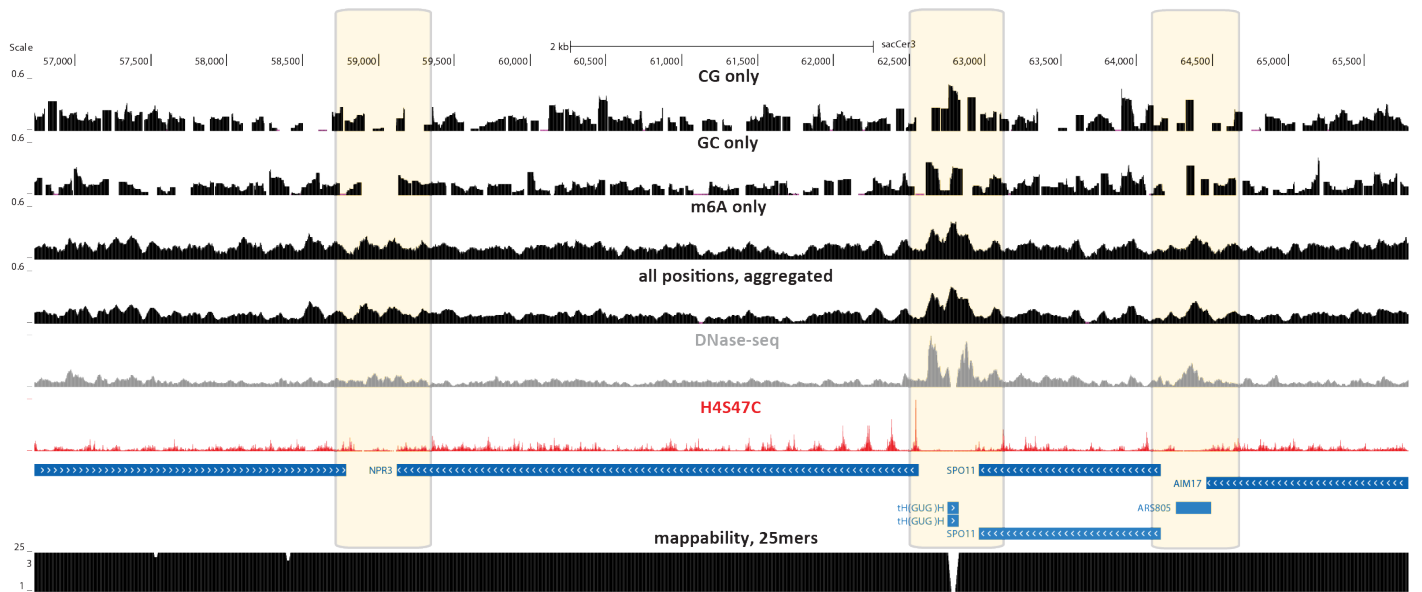 Scale 2 kb sacCer3
57,000 57,500 58,000 58,500 59,000 59,500 60,000 60,500 61,000 61,500 62,000 62,500 63,000 63,500 64,000 64,500 65,000 65,500
0.6 _
CG only
0.6 _
GC only
0.6 _
m6A only
0.6 _
all positions, aggregated
DNase-seq
H4S47C
NPR3 SPO11
AIM17
tH(GUG )H ARS805
tH(GUG )H
SPO11
mappability, 25mers
25 _
3
1 _